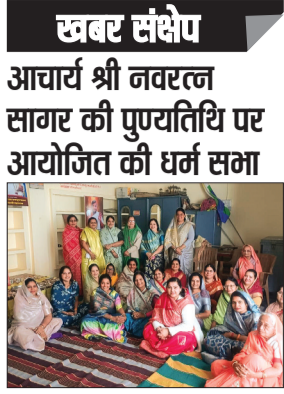 खबर संक्षेप
आचार्य श्री नवरत्न
सागर की पुण्यतिथि पर
आयोजित की धर्म सभा